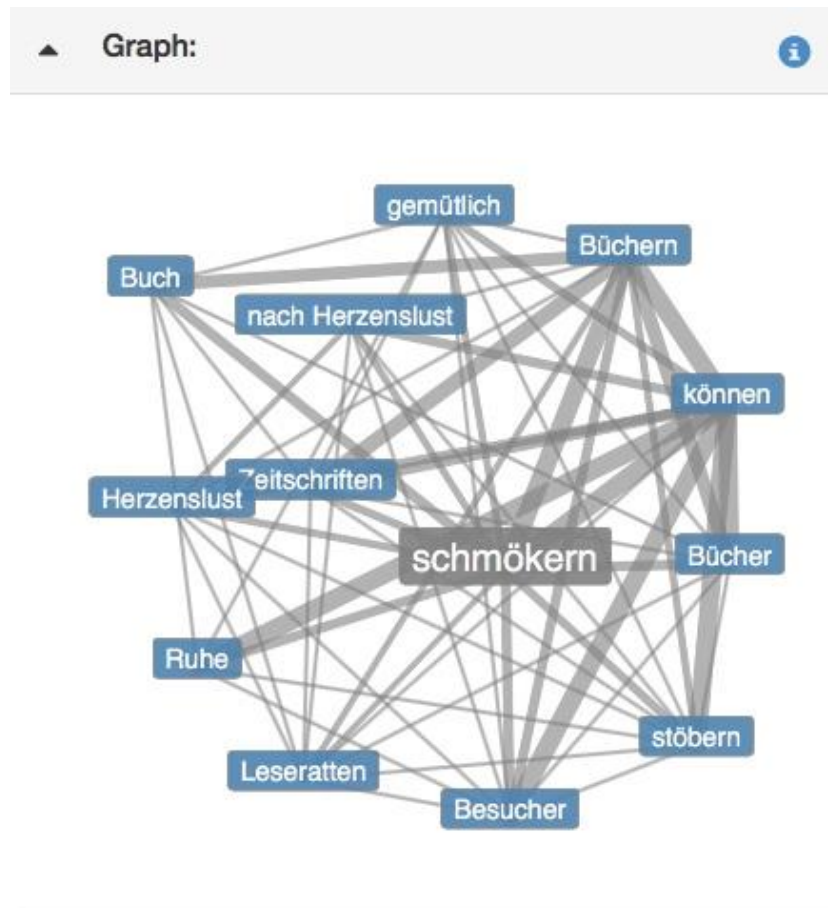 Graph:
gemütlich
Büchern
Buch
nach Herzenslust
können
Zeitschriften
Herzenslust
schmökern
Bücher
Ruhe
stöbern
Leseratten
Besucher